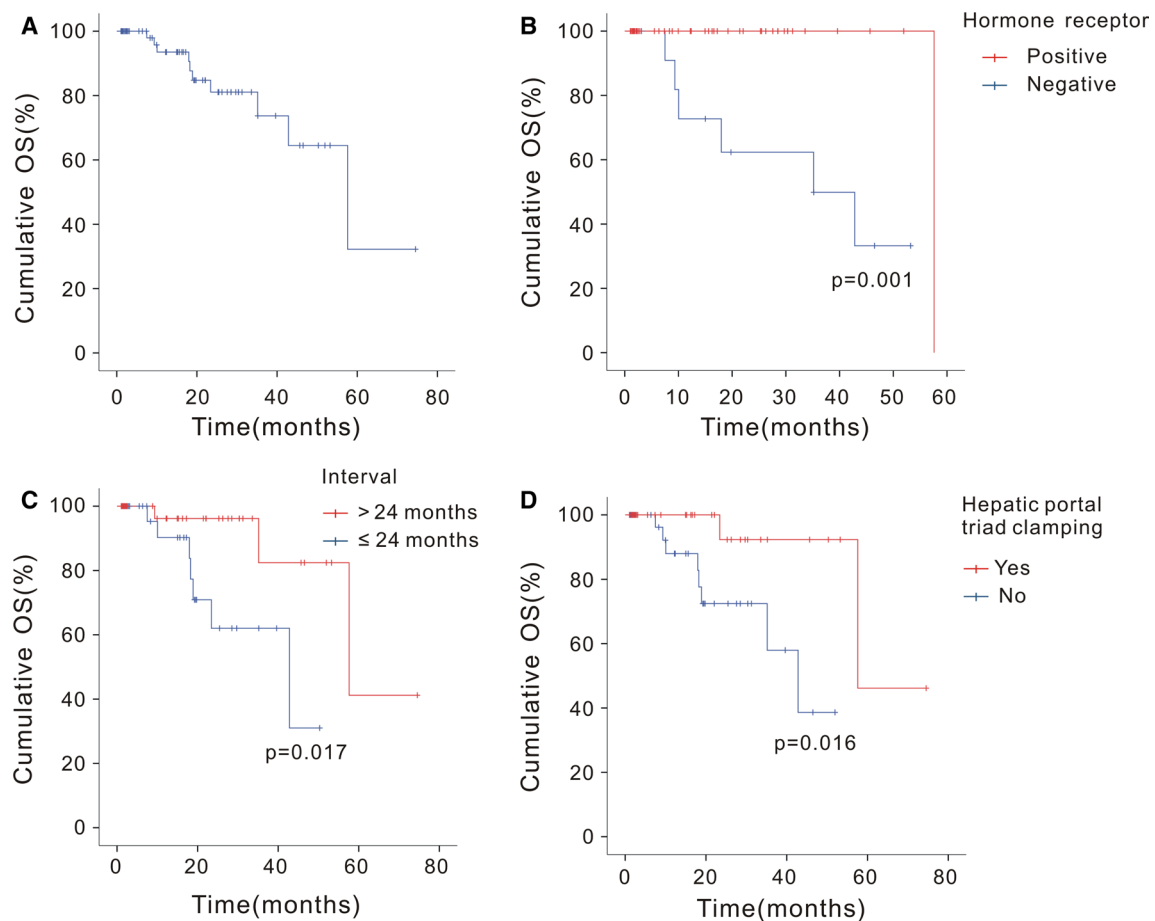 A
Cumulative OS(%)
100
80
60
40
20
0
0 20 40 60 80
Time(months)
B
Cumulative OS(%)
100
80
60
40
20
0
0 10 20 30 40 50 60
Time(months)
p=0.001
Hormone receptor
Positive
Negative
C
Cumulative OS(%)
100
80
60
40
20
0
0 20 40 60 80
Time(months)
Interval
> 24 months
≤ 24 months
p=0.017
D
Cumulative OS(%)
100
80
60
40
20
0
0 20 40 60 80
Time(months)
p=0.016
Hepatic portal
triad clamping
Yes
No